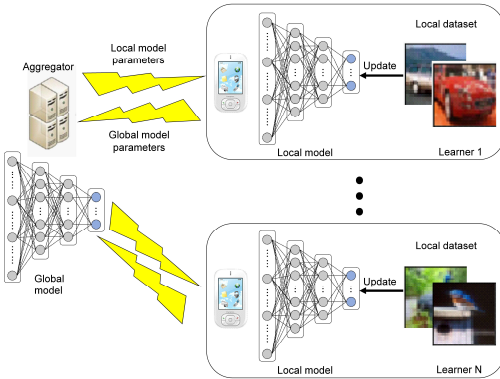 Aggregator
Local model
parameters
Global model
parameters
Global
model
Local dataset
Update
Local model
Learner 1
Local dataset
Update
Local model
Learner N